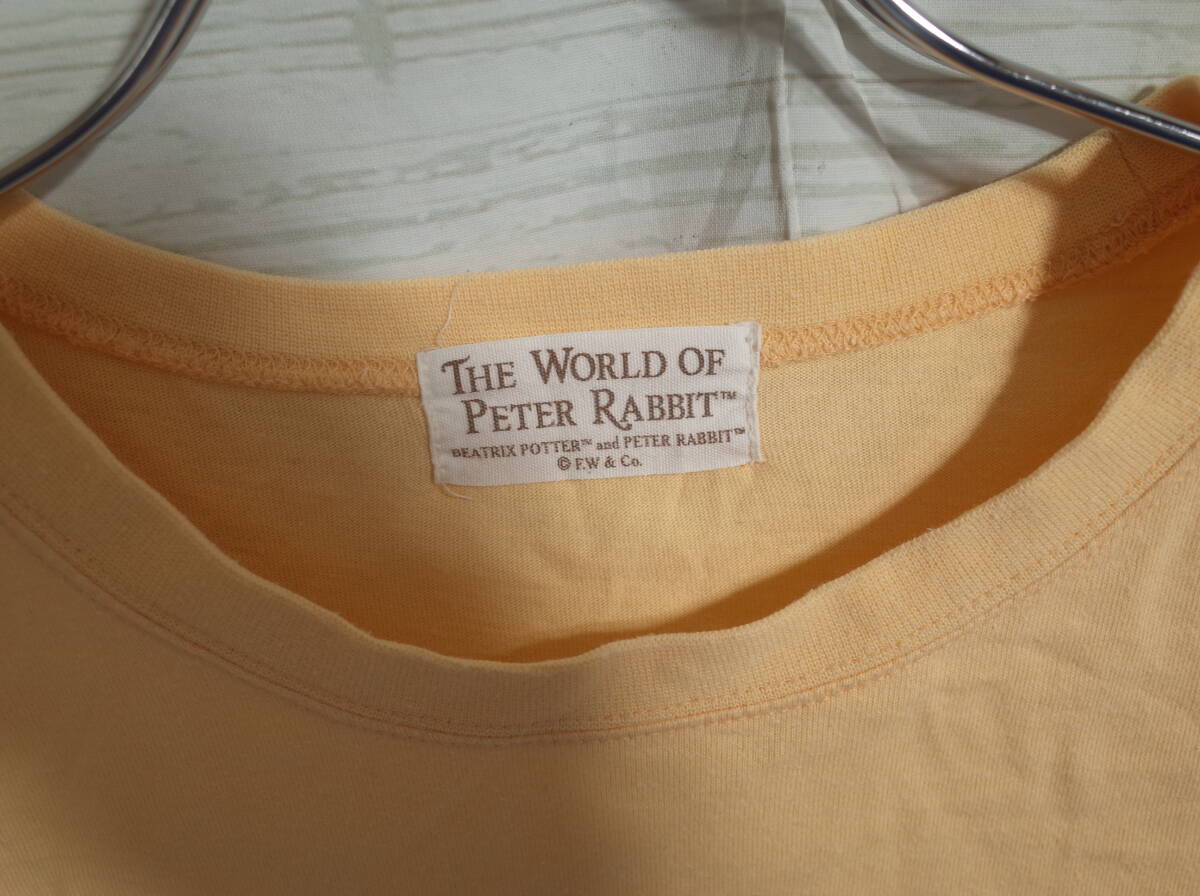 THE WORLD OF
PETER RABBIT™
BEATRIX POTTER™ and PETER RABBIT™
© F.W & Co.